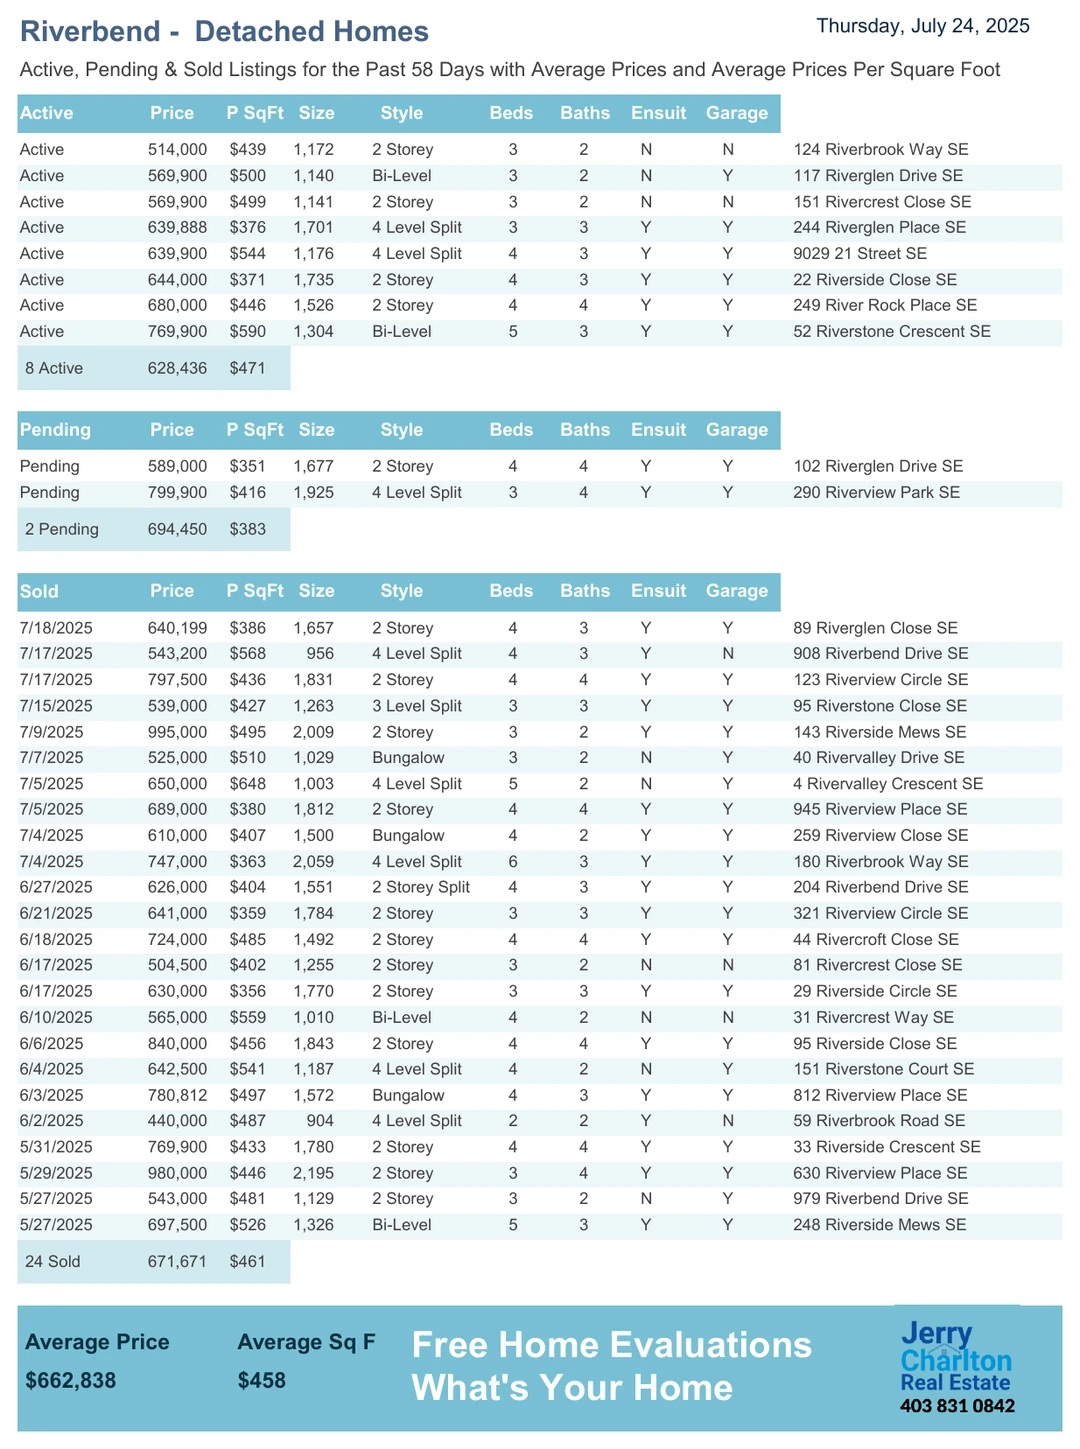 Riverbend -  Detached Homes
Thursday, July 24, 2025
Active, Pending & Sold Listings for the Past 58 Days with Average Prices and Average Prices Per Square Foot
Active Price P SqFt Size Style Beds Baths Ensuit Garage
Active 514,000 $439 1,172 2 Storey 3 2 N N 124 Riverbrook Way SE
Active 569,900 $500 1,140 Bi-Level 3 2 N Y 117 Riverglen Drive SE
Active 569,900 $499 1,141 2 Storey 3 2 N N 151 Rivercrest Close SE
Active 639,888 $376 1,701 4 Level Split 3 3 Y Y 244 Riverglen Place SE
Active 639,900 $544 1,176 4 Level Split 4 3 Y Y 9029 21 Street SE
Active 644,000 $371 1,735 2 Storey 4 3 Y Y 22 Riverside Close SE
Active 680,000 $446 1,526 2 Storey 4 4 Y Y 249 River Rock Place SE
Active 769,900 $590 1,304 Bi-Level 5 3 Y Y 52 Riverstone Crescent SE
8 Active 628,436 $471
Pending Price P SqFt Size Style Beds Baths Ensuit Garage
Pending 589,000 $351 1,677 2 Storey 4 4 Y Y 102 Riverglen Drive SE
Pending 799,900 $416 1,925 4 Level Split 3 4 Y Y 290 Riverview Park SE
2 Pending 694,450 $383
Sold Price P SqFt Size Style Beds Baths Ensuit Garage
7/18/2025 640,199 $386 1,657 2 Storey 4 3 Y Y 89 Riverglen Close SE
7/17/2025 543,200 $568 956 4 Level Split 4 3 Y N 908 Riverbend Drive SE
7/17/2025 797,500 $436 1,831 2 Storey 4 4 Y Y 123 Riverview Circle SE
7/15/2025 539,000 $427 1,263 3 Level Split 3 3 Y Y 95 Riverstone Close SE
7/9/2025 995,000 $495 2,009 2 Storey 3 2 Y Y 143 Riverside Mews SE
7/7/2025 525,000 $510 1,029 Bungalow 3 2 N Y 40 Rivervalley Drive SE
7/5/2025 650,000 $648 1,003 4 Level Split 5 2 N Y 4 Rivervalley Crescent SE
7/5/2025 689,000 $380 1,812 2 Storey 4 4 Y Y 945 Riverview Place SE
7/4/2025 610,000 $407 1,500 Bungalow 4 2 Y Y 259 Riverview Close SE
7/4/2025 747,000 $363 2,059 4 Level Split 6 3 Y Y 180 Riverbrook Way SE
6/27/2025 626,000 $404 1,551 2 Storey Split 4 3 Y Y 204 Riverbend Drive SE
6/21/2025 641,000 $359 1,784 2 Storey 3 3 Y Y 321 Riverview Circle SE
6/18/2025 724,000 $485 1,492 2 Storey 4 4 Y Y 44 Rivercroft Close SE
6/17/2025 504,500 $402 1,255 2 Storey 3 2 N N 81 Rivercrest Close SE
6/17/2025 630,000 $356 1,770 2 Storey 3 3 Y Y 29 Riverside Circle SE
6/10/2025 565,000 $559 1,010 Bi-Level 4 2 N N 31 Rivercrest Way SE
6/6/2025 840,000 $456 1,843 2 Storey 4 4 Y Y 95 Riverside Close SE
6/4/2025 642,500 $541 1,187 4 Level Split 4 2 N Y 151 Riverstone Court SE
6/3/2025 780,812 $497 1,572 Bungalow 4 3 Y Y 812 Riverview Place SE
6/2/2025 440,000 $487 904 4 Level Split 2 2 Y N 59 Riverbrook Road SE
5/31/2025 769,900 $433 1,780 2 Storey 4 4 Y Y 33 Riverside Crescent SE
5/29/2025 980,000 $446 2,195 2 Storey 3 4 Y Y 630 Riverview Place SE
5/27/2025 543,000 $481 1,129 2 Storey 3 2 N Y 979 Riverbend Drive SE
5/27/2025 697,500 $526 1,326 Bi-Level 5 3 Y Y 248 Riverside Mews SE
24 Sold 671,671 $461
Average Price Average Sq F
$662,838 $458
Free Home Evaluations
What's Your Home
Jerry
Charlton
Real Estate
403 831 0842